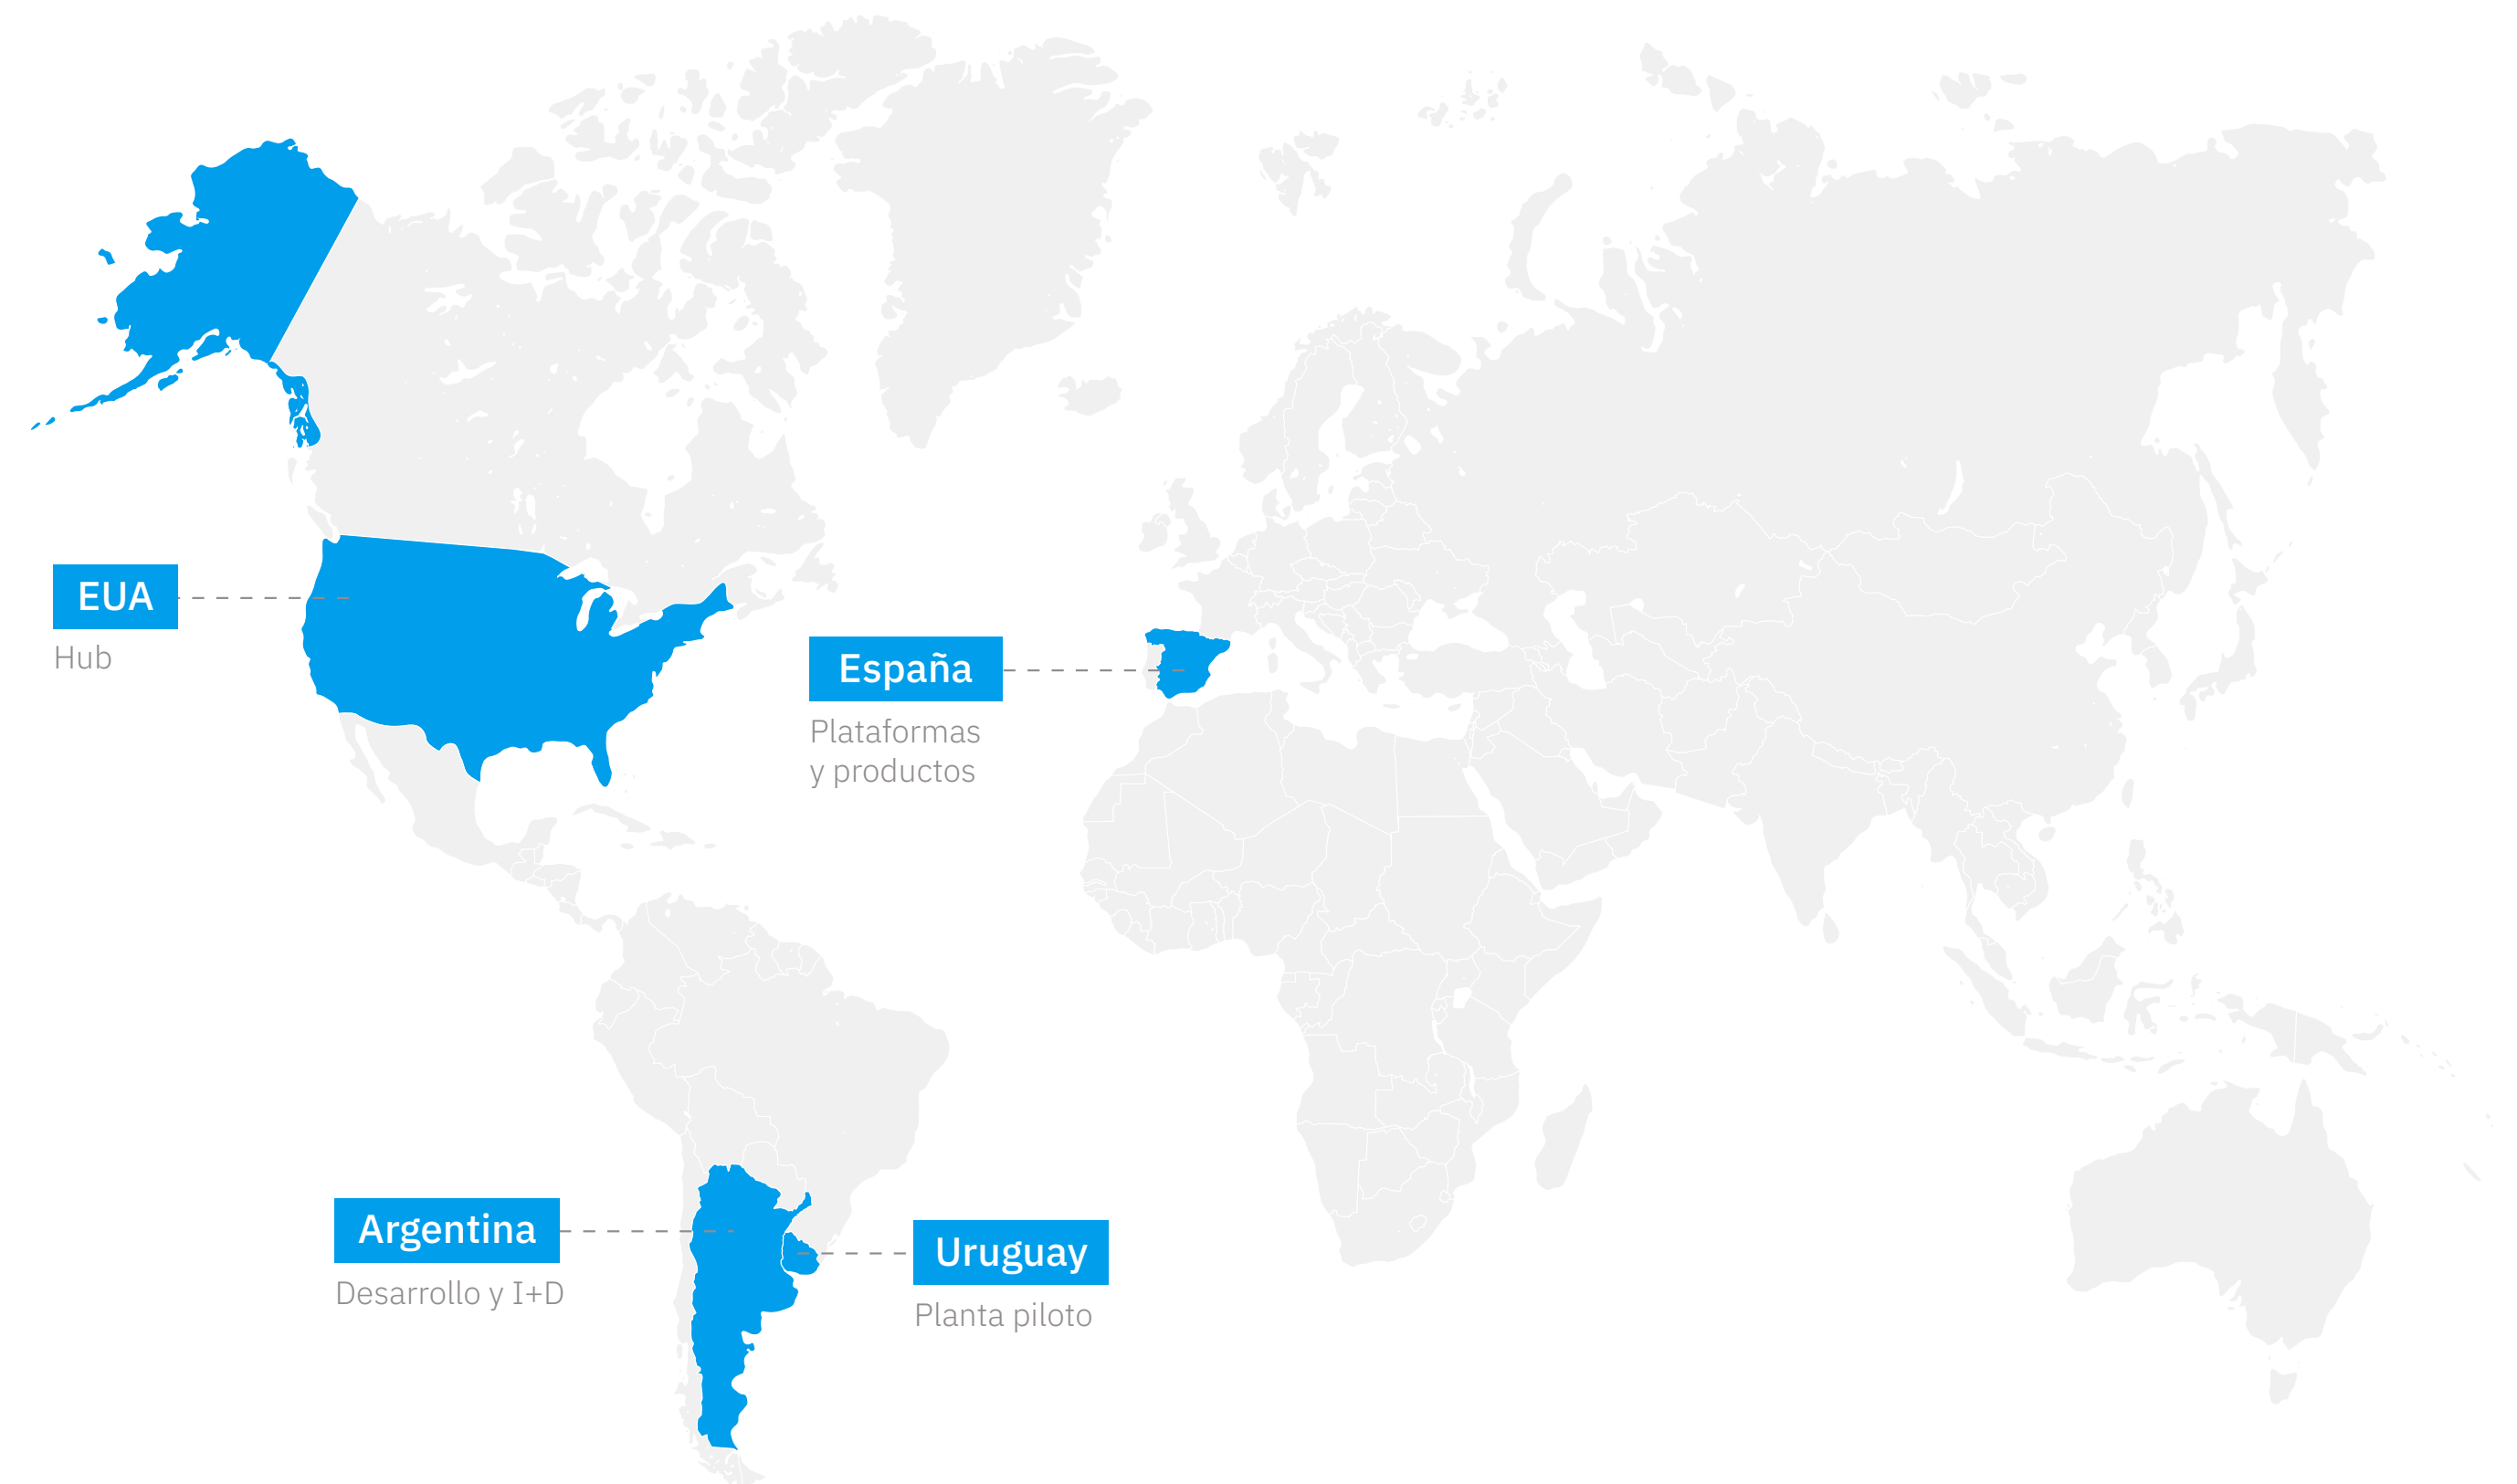 EUA
Hub
España
Plataformas
y productos
Argentina
Desarrollo y I+D
Uruguay
Planta piloto